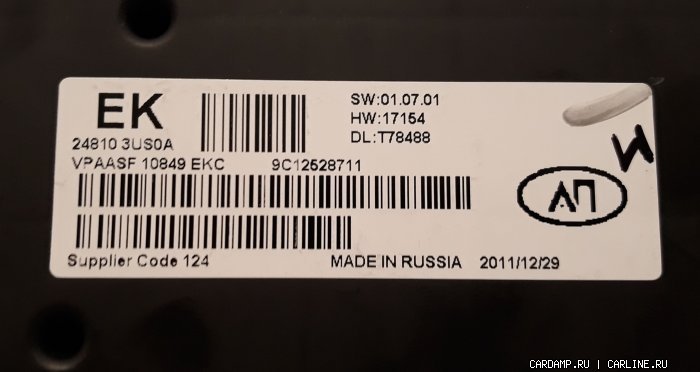 EK
24810 3US0A
VPAASF 10849 EKC 9C12528711
SW:01.07.01
HW:17154
DL:T78488
И
АП
Supplier Code 124 MADE IN RUSSIA 2011/12/29
CARDAMP.RU | CARLINE.RU